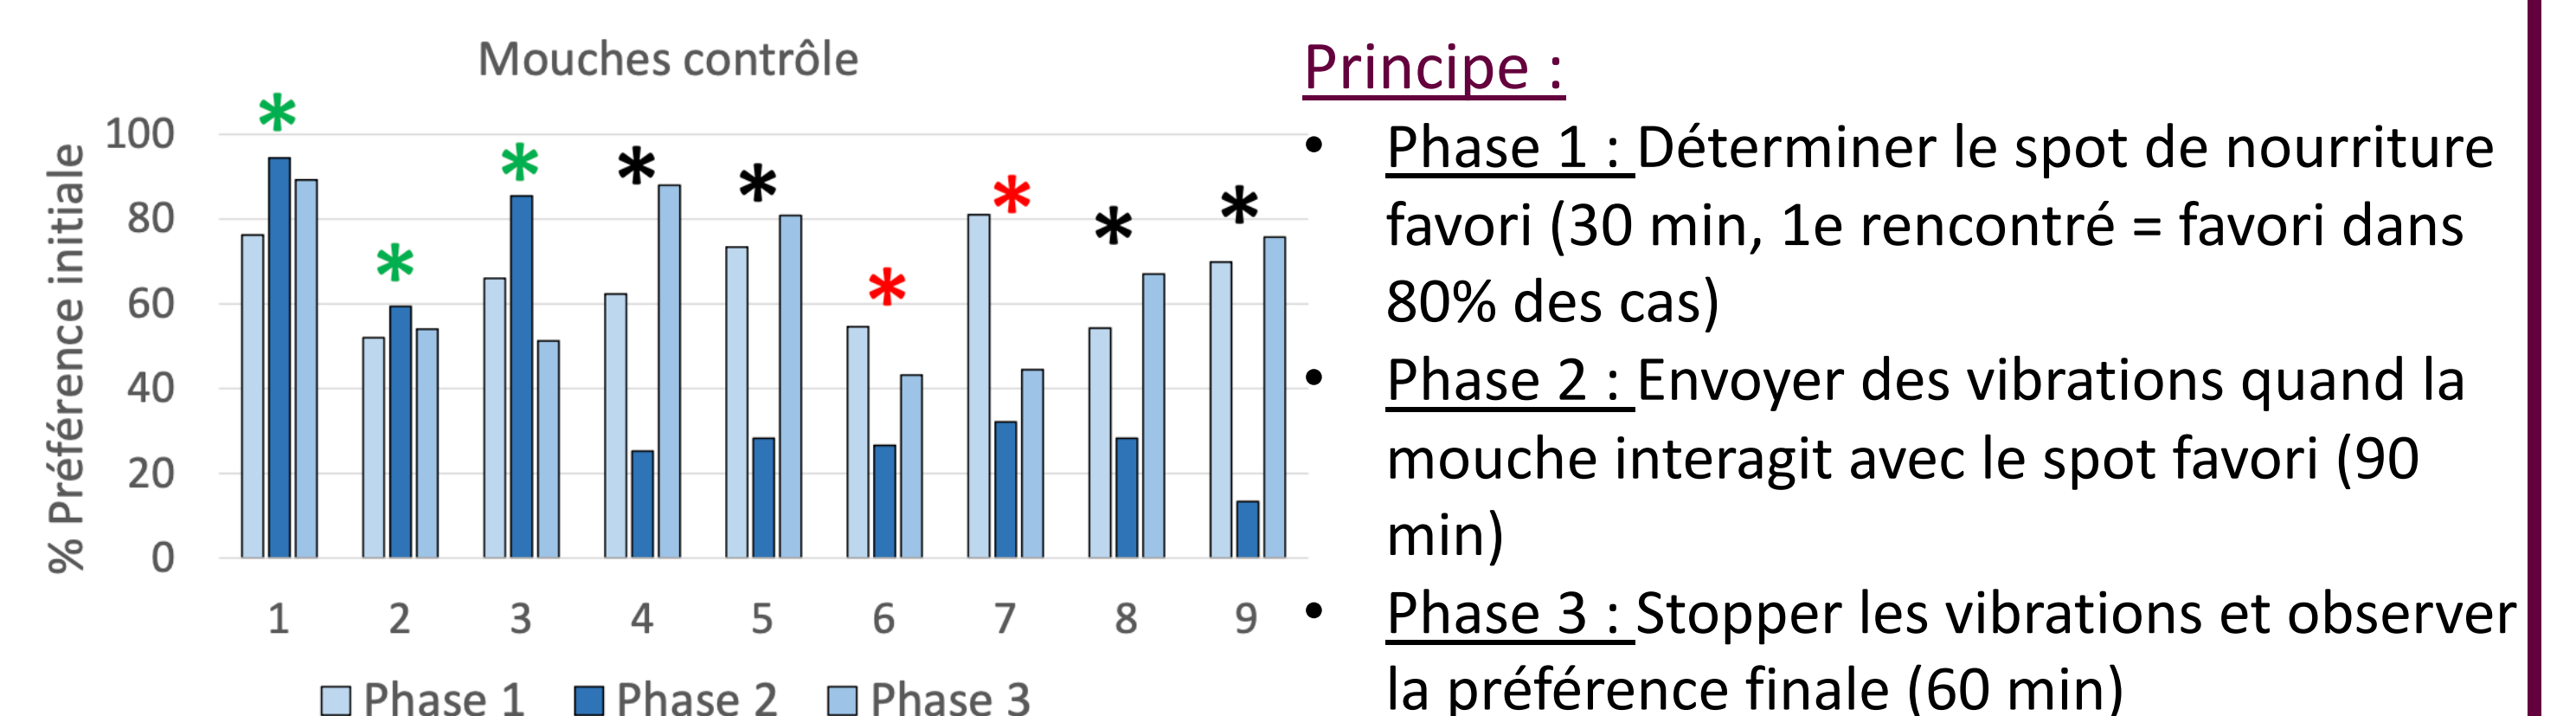 Mouches contrôle
% Préférence initiale
100
80
60
40
20
0
* * * * * * * * *
1 2 3 4 5 6 7 8 9
Phase 1 Phase 2 Phase 3
Principe :
• Phase 1 : Déterminer le spot de nourriture
favori (30 min, 1e rencontré = favori dans
80% des cas)
• Phase 2 : Envoyer des vibrations quand la
mouche interagit avec le spot favori (90
min)
• Phase 3 : Stopper les vibrations et observer
la préférence finale (60 min)